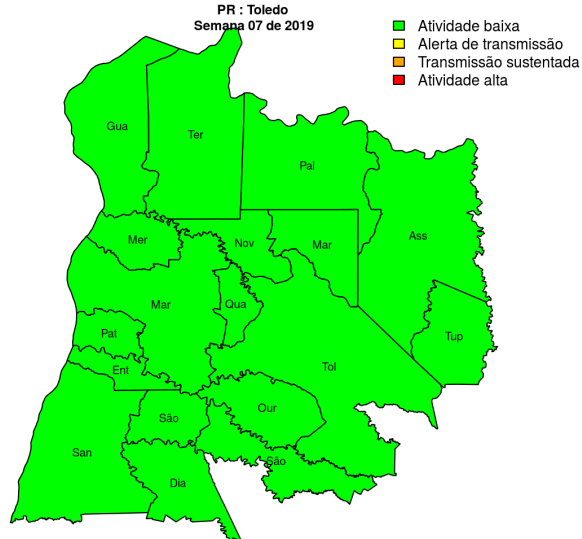 PR : Toledo
Semana 07 de 2019
Atividade baixa
Alerta de transmissão
Transmissão sustentada
Atividade alta
Gua
Ter
Pal
Ass
Mer
Nov
Mar
Mar
Qua
Pat
Tup
Ent
Tol
São
Our
San
São
Dia